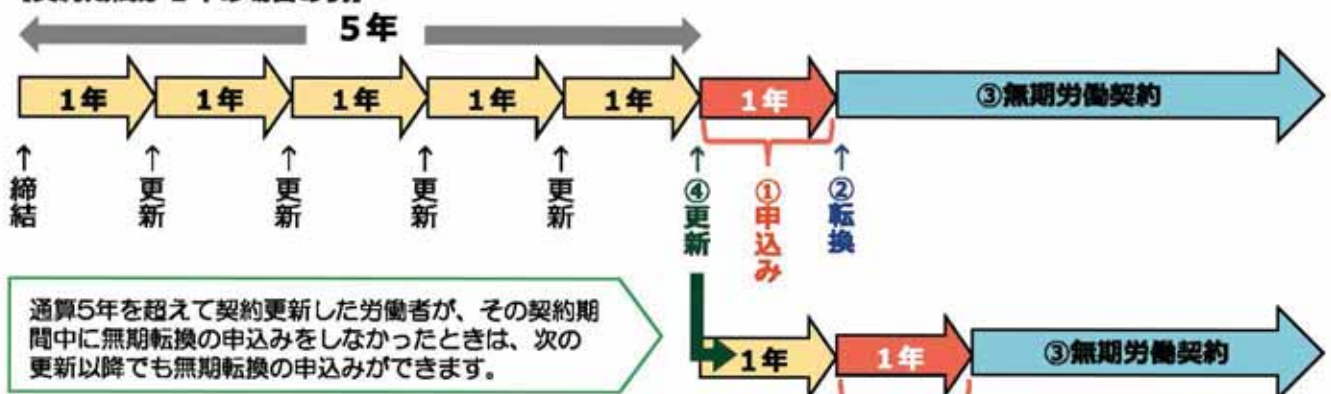 5年
1年 1年 1年 1年 1年 1年 ③無期労働契約
↑締結 ↑更新 ↑更新 ↑更新 ↑更新 ↑④更新 ①申込み ↑②転換
通算5年を超えて契約更新した労働者が、その契約期
間中に無期転換の申込みをしなかったときは、次の
更新以降でも無期転換の申込みができます。
1年 1年 ③無期労働契約